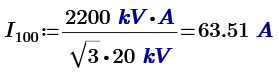 I₁₀₀ := 2200 kV • A / √3 • 20 kV = 63.51 A